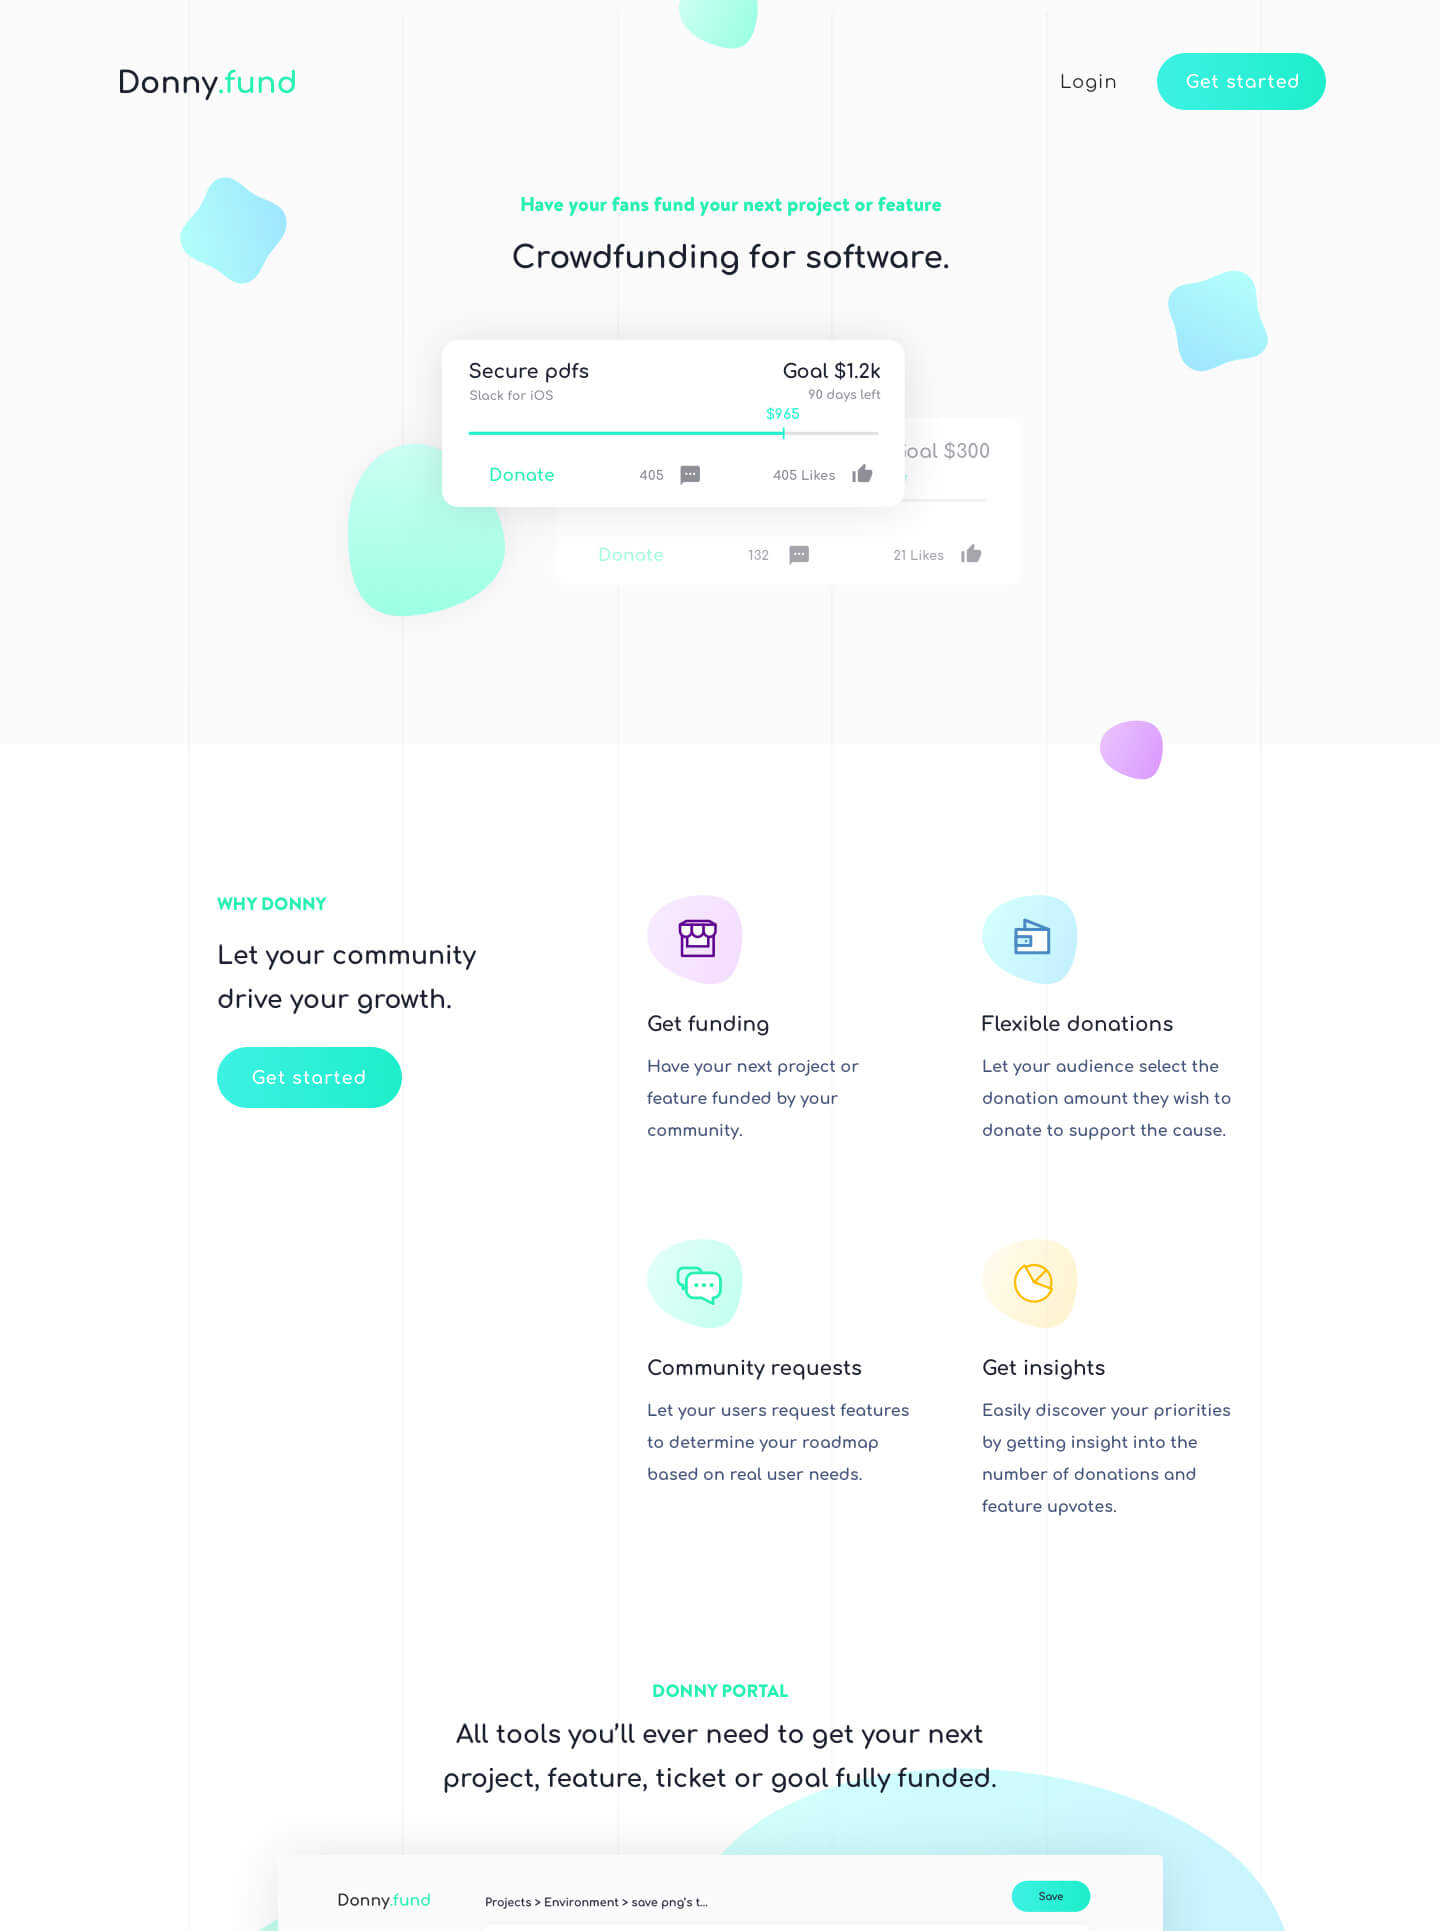 Donny.fund
Login
Get started
Have your fans fund your next project or feature
Crowdfunding for software.
Secure pdfs
Goal $1.2k
Slack for iOS
90 days left
$965
Donate
405
405 Likes
Goal $300
Donate
132
21 Likes
WHY DONNY
Let your community
drive your growth.
Get started
Get funding
Have your next project or
feature funded by your
community.
Flexible donations
Let your audience select the
donation amount they wish to
donate to support the cause.
Community requests
Let your users request features
to determine your roadmap
based on real user needs.
Get insights
Easily discover your priorities
by getting insight into the
number of donations and
feature upvotes.
DONNY PORTAL
All tools you’ll ever need to get your next
project, feature, ticket or goal fully funded.
Donny.fund
Projects > Environment > save png's t...
Save